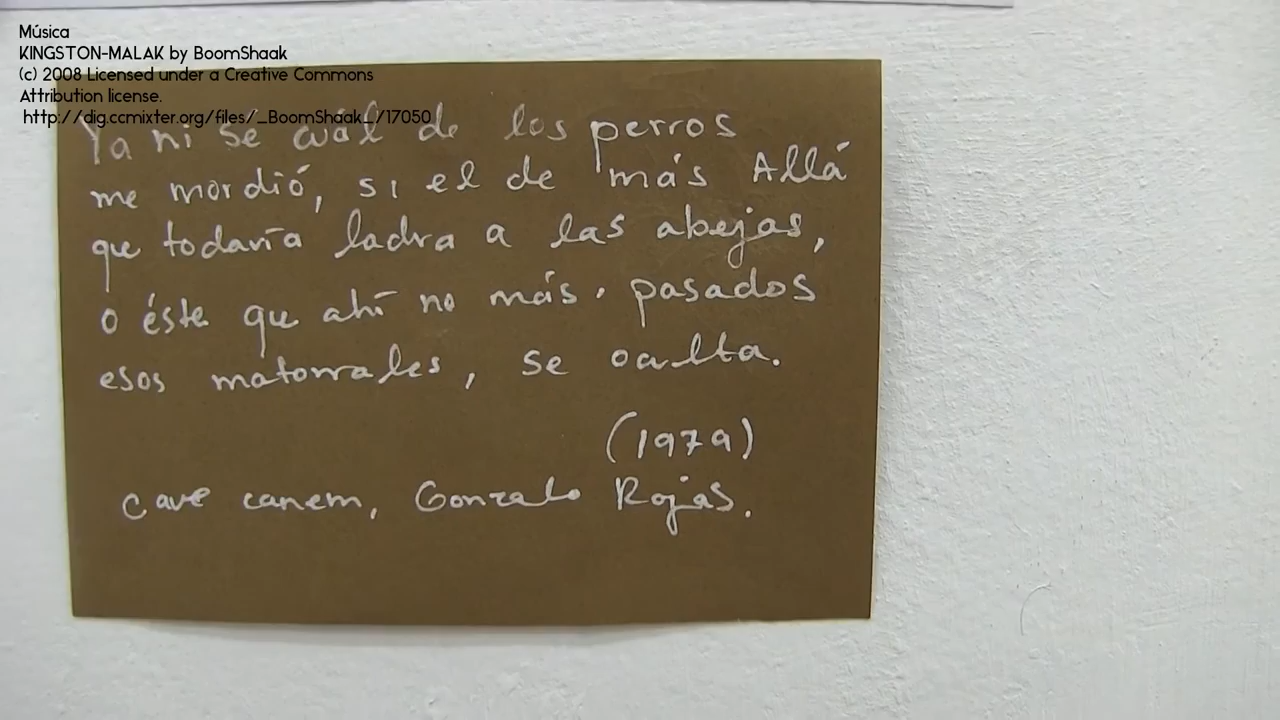 Música
KINGSTON-MALAK by BoomShaak
(c) 2008 Licensed under a Creative Commons
Attribution license.
http://dig.ccmixter.org/files/_BoomShaak_/17050
Ya ni sé cuál de los perros
me mordió, si el de más Allá
que todavía ladra a las abejas,
o éste que ahí no más, pasados
esos matorrales, se oculta.
(1979)
Cave canem, Gonzalo Rojas.